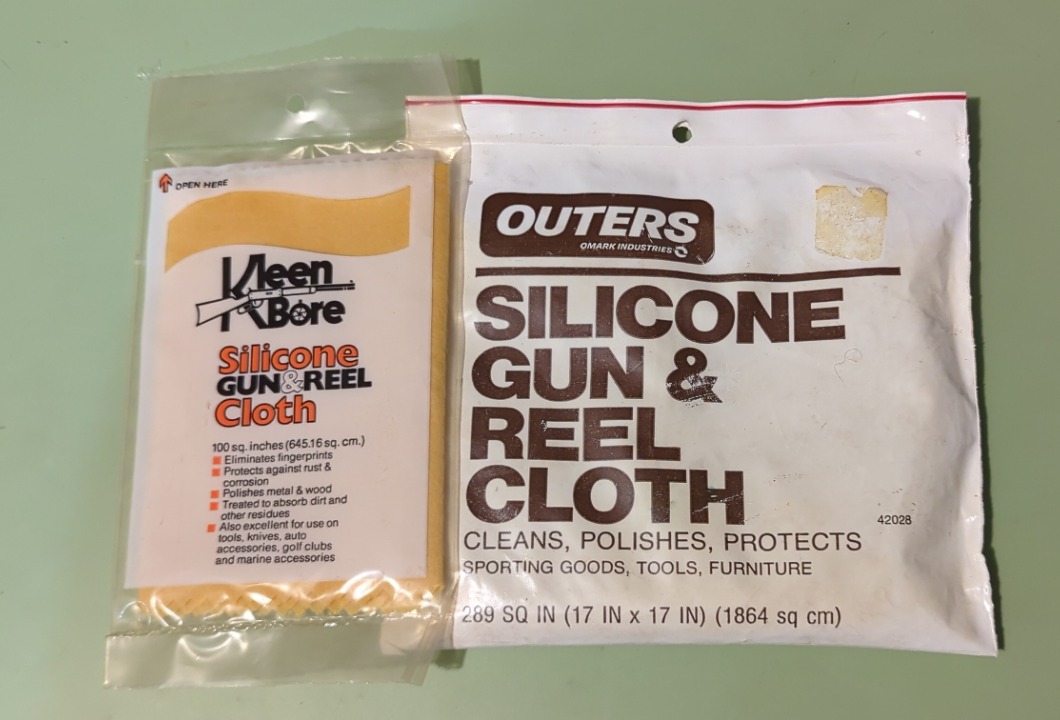 OPEN HERE
Kleen
Bore
Silicone
GUN & REEL
Cloth
100 sq. inches (645.16 sq. cm.)
Eliminates fingerprints
Protects against rust &
corrosion
Polishes metal & wood
Treated to absorb dirt and
other residues
Also excellent for use on
tools, knives, auto
accessories, golf clubs
and marine accessories
OUTERS
OMARK INDUSTRIES
SILICONE
GUN &
REEL
CLOTH
42028
CLEANS, POLISHES, PROTECTS
SPORTING GOODS, TOOLS, FURNITURE
289 SQ IN (17 IN x 17 IN) (1864 sq cm)